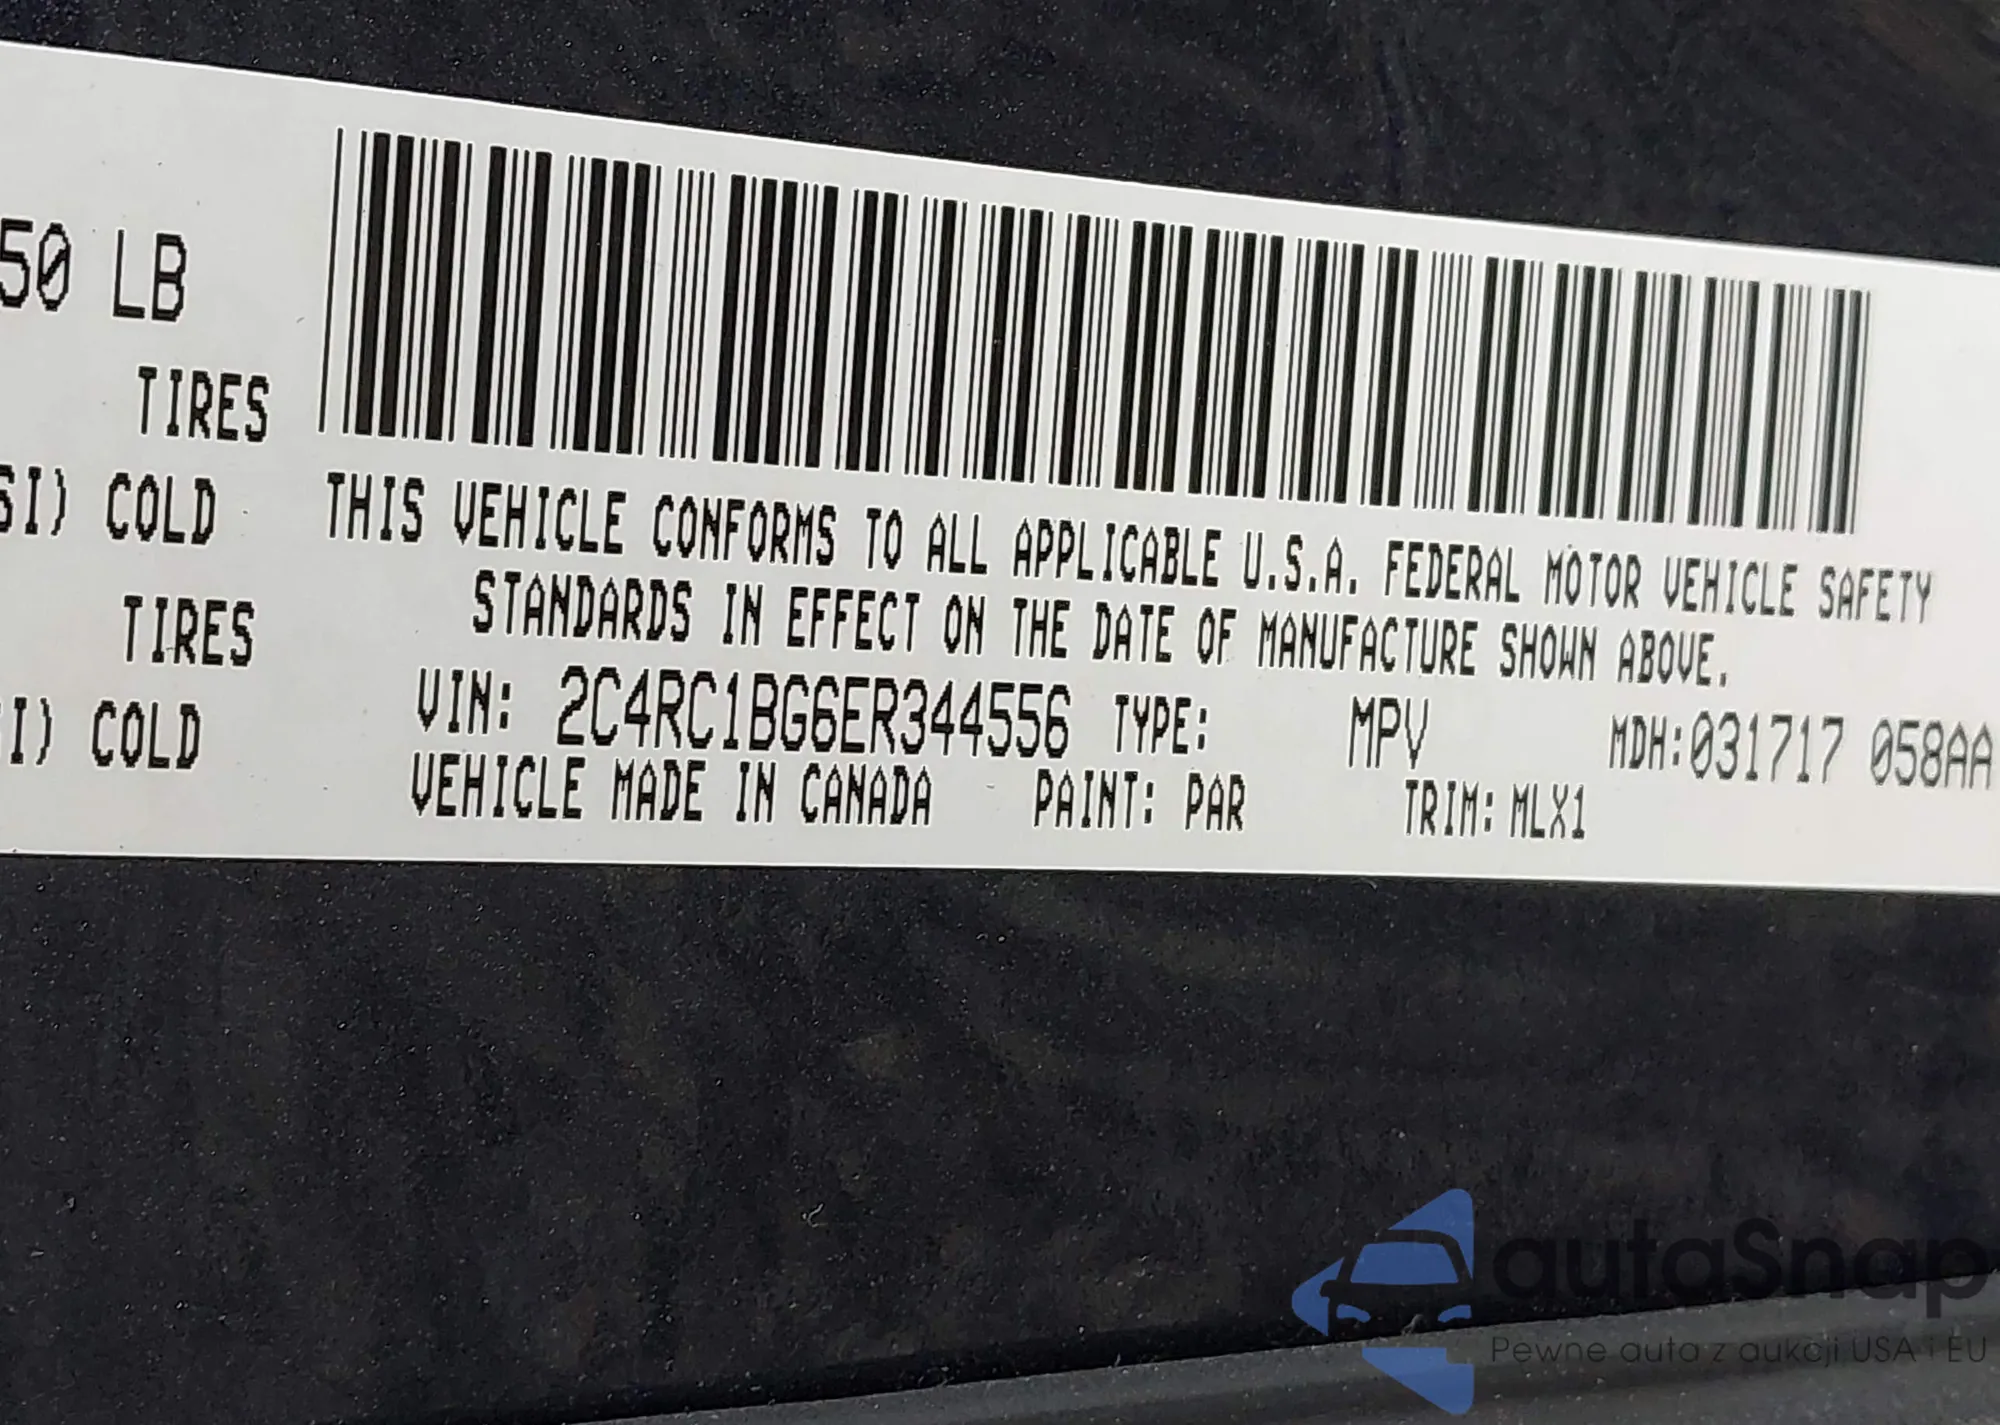 50 LB
TIRES
SI) COLD
TIRES
I) COLD
THIS VEHICLE CONFORMS TO ALL APPLICABLE U.S.A. FEDERAL MOTOR VEHICLE SAFETY
STANDARDS IN EFFECT ON THE DATE OF MANUFACTURE SHOWN ABOVE.
VIN: 2C4RC1BG6ER344556 TYPE: MPV MDH:031717 058AA
VEHICLE MADE IN CANADA PAINT: PAR TRIM: MLX1
autaSnap
Pewne auta z aukcji USA i EU